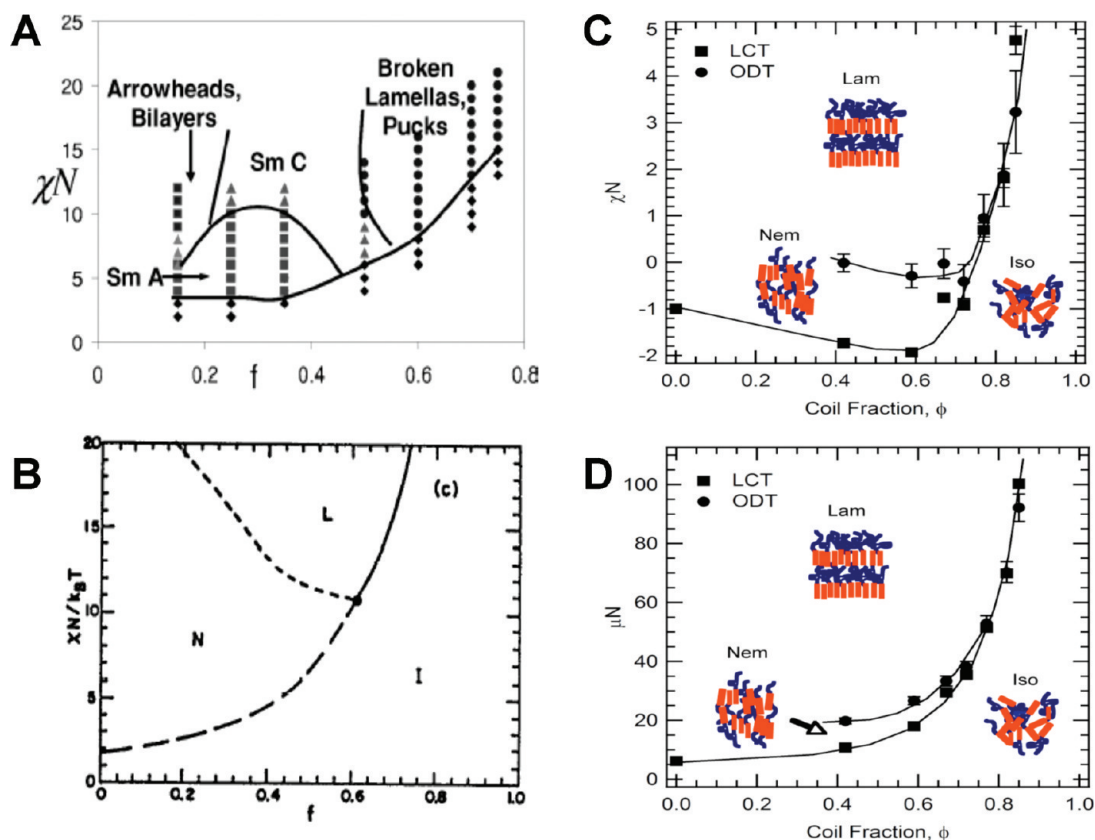 A
25
20
15
10
5
0
χN
Arrowheads,
Bilayers
Sm C
Broken
Lamellas,
Pucks
Sm A
0
0.2
0.4
0.6
0.8
f
C
LCT
ODT
Lam
Nem
Iso
5
4
3
2
1
0
-1
-2
χN
0.0
0.2
0.4
0.6
0.8
1.0
Coil Fraction, ϕ
B
20
15
10
5
0
χN/kBT
(c)
L
N
I
0.0
0.2
0.4
0.6
0.8
1.0
f
D
LCT
ODT
Lam
Nem
Iso
100
80
60
40
20
0
μN
0.0
0.2
0.4
0.6
0.8
1.0
Coil Fraction, ϕ